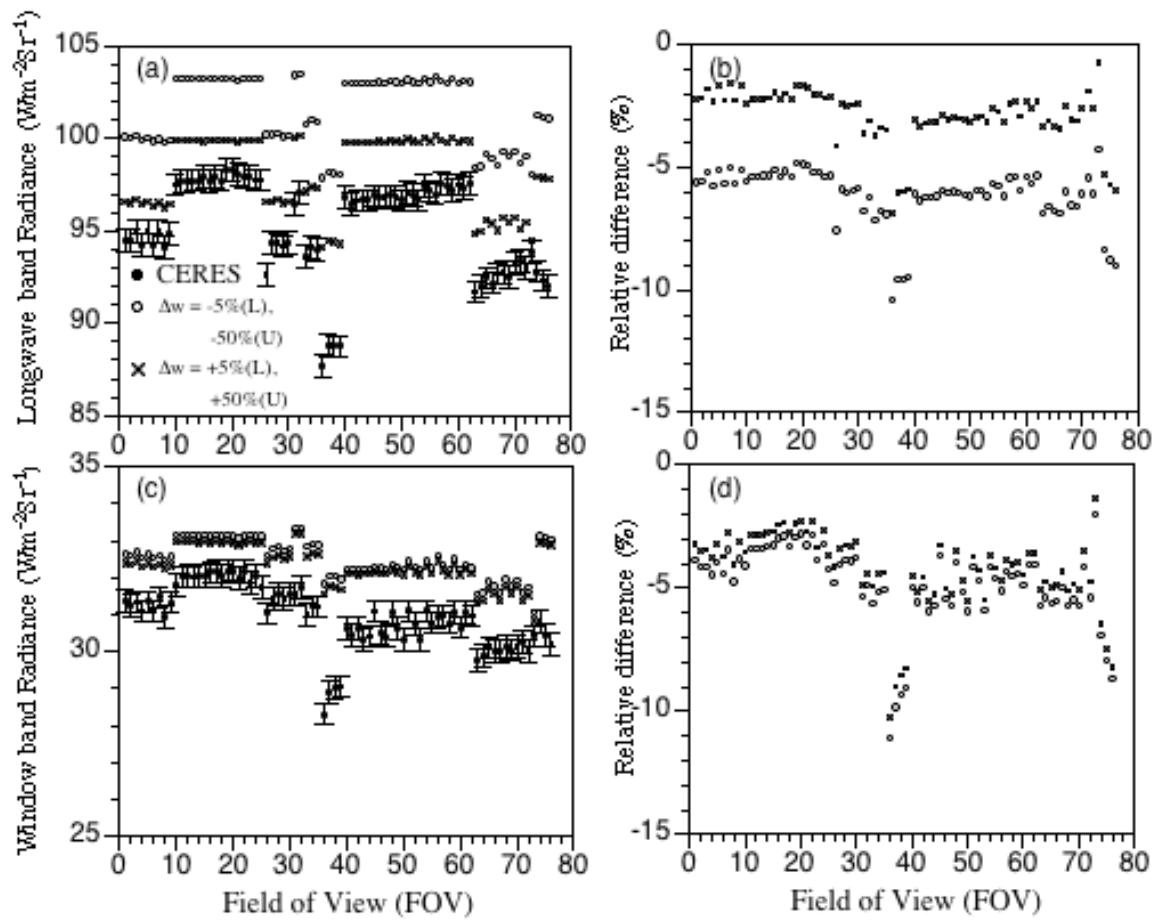 (a)
Longwave band Radiance (Wm⁻²Sr⁻¹)
105
100
95
90
85
CERES
Δw = -5%(L),
-50%(U)
Δw = +5%(L),
+50%(U)
0 10 20 30 40 50 60 70 80
(b)
Relative difference (%)
0
-5
-10
-15
0 10 20 30 40 50 60 70 80
(c)
Window band Radiance (Wm⁻²Sr⁻¹)
35
30
25
0 10 20 30 40 50 60 70 80
Field of View (FOV)
(d)
Relative difference (%)
0
-5
-10
-15
0 10 20 30 40 50 60 70 80
Field of View (FOV)